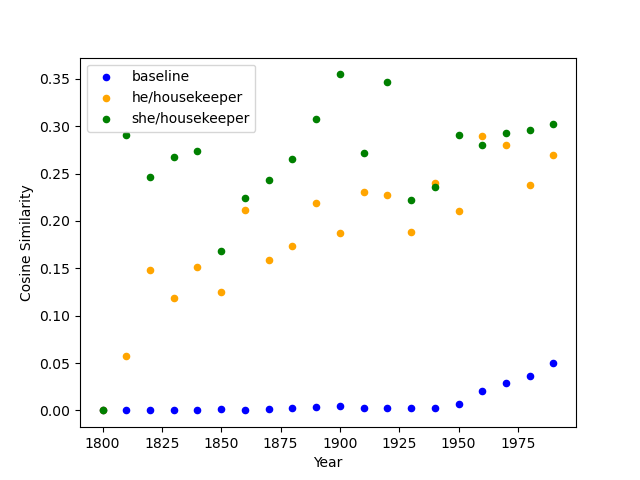 baseline
he/housekeeper
she/housekeeper
0.35
0.30
0.25
0.20
0.15
0.10
0.05
0.00
Cosine Similarity
1800 1825 1850 1875 1900 1925 1950 1975
Year